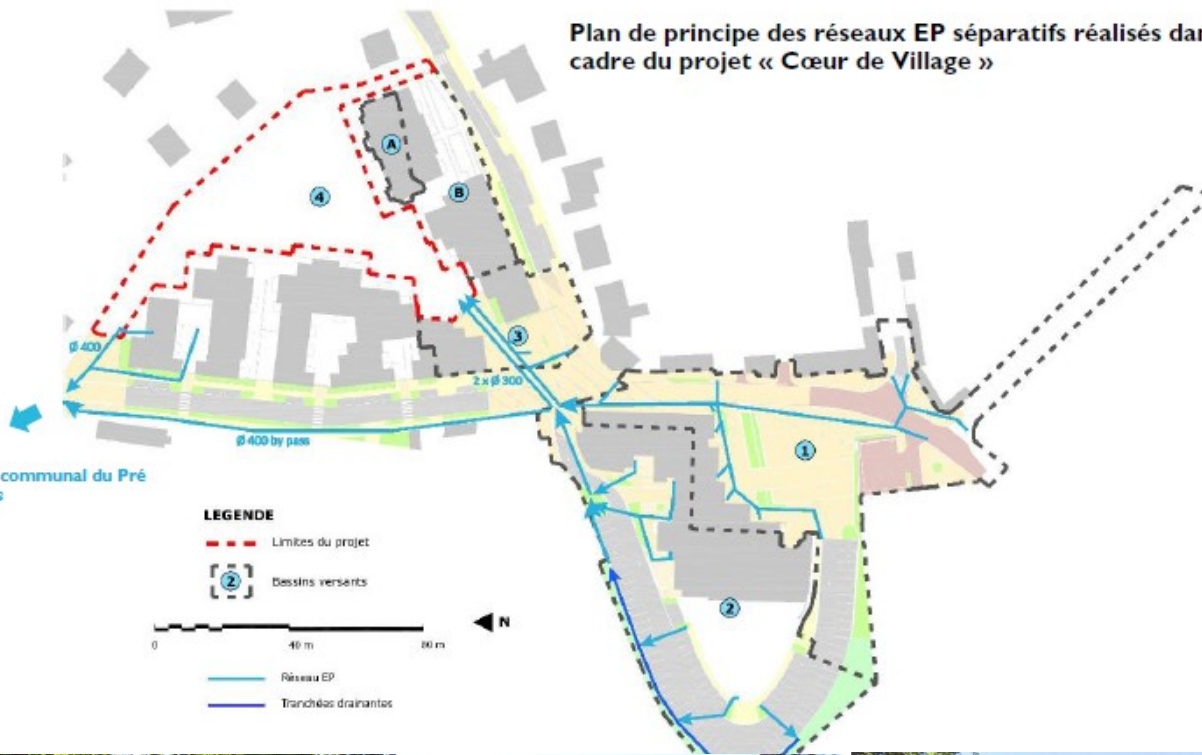 Plan de principe des réseaux EP séparatifs réalisés dan
cadre du projet « Cœur de Village »
A
B
4
3
Ø 400
2 x Ø 300
Ø 400 by pass
1
communal du Pré
s
2
LEGENDE
Limites du projet
2
Bassins versants
N
0
40 m
80 m
Réseau EP
Tranchées drainantes